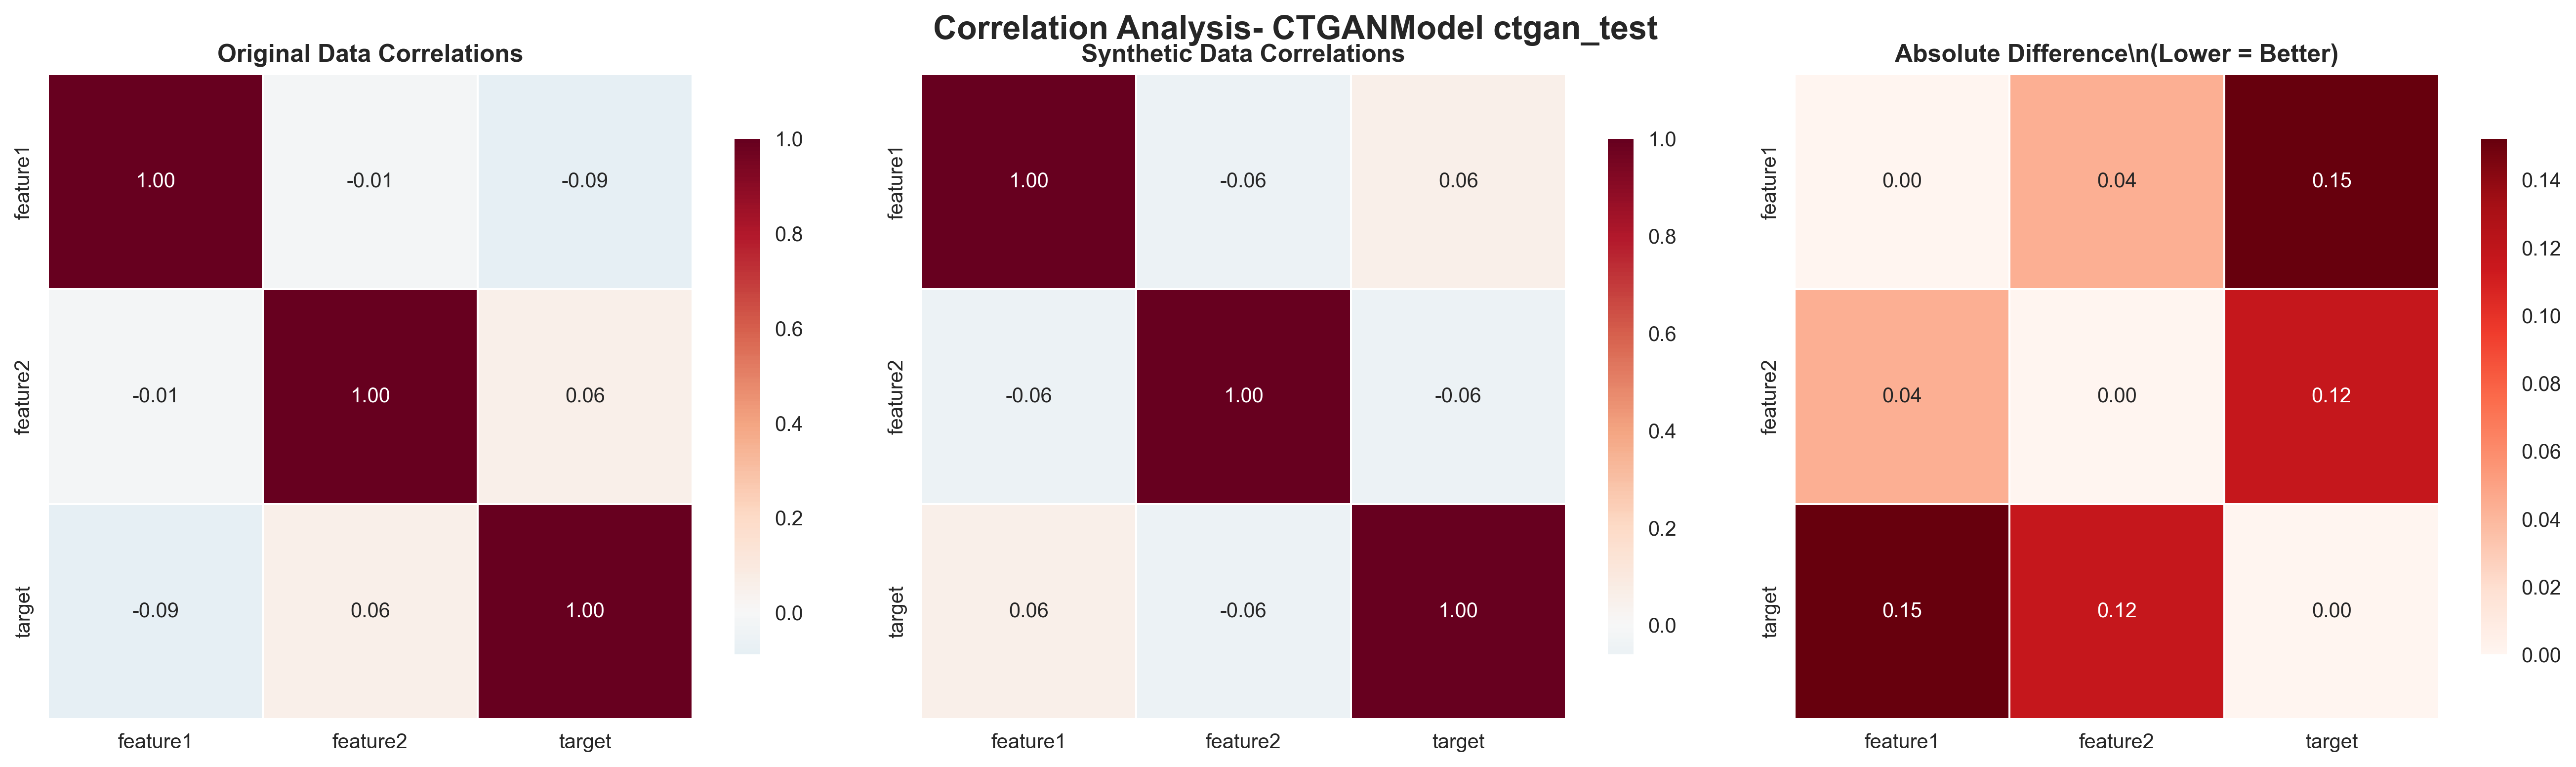 Correlation Analysis- CTGANModel ctgan_test
Original Data Correlations
1.00 -0.01 -0.09
-0.01 1.00 0.06
-0.09 0.06 1.00
feature1
feature2
target
feature1 feature2 target
1.0
0.8
0.6
0.4
0.2
0.0
Synthetic Data Correlations
1.00 -0.06 0.06
-0.06 1.00 -0.06
0.06 -0.06 1.00
feature1
feature2
target
feature1 feature2 target
1.0
0.8
0.6
0.4
0.2
0.0
Absolute Difference\n(Lower = Better)
0.00 0.04 0.15
0.04 0.00 0.12
0.15 0.12 0.00
feature1
feature2
target
feature1 feature2 target
0.14
0.12
0.10
0.08
0.06
0.04
0.02
0.00